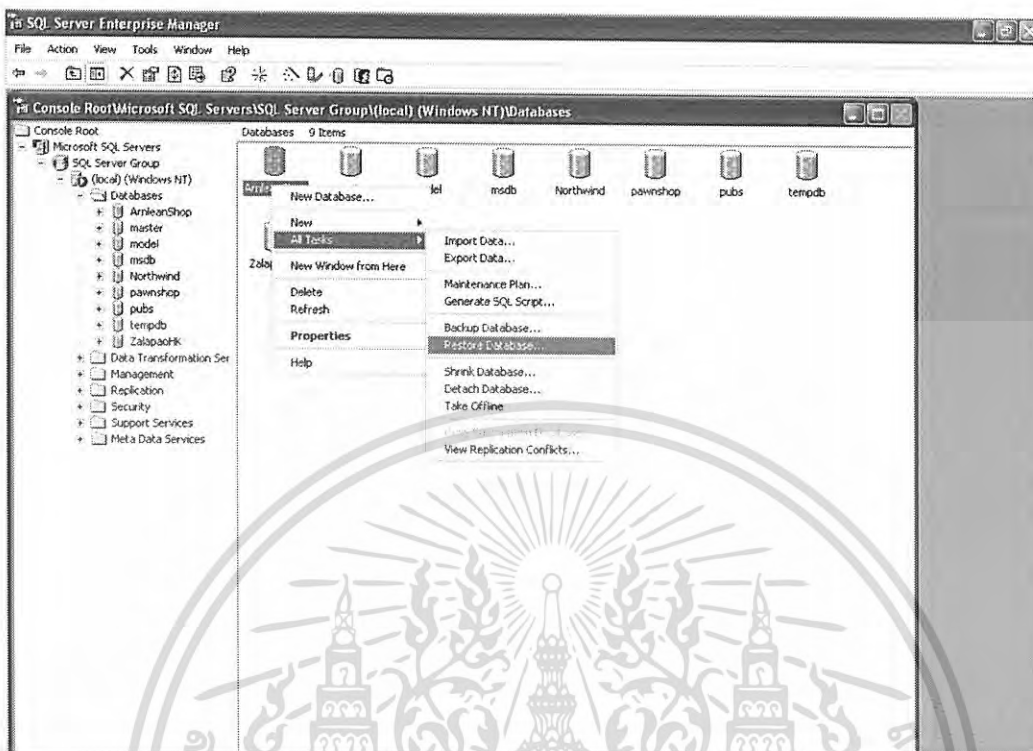 SQL Server Enterprise Manager
File Action View Tools Window Help
Console Root\Microsoft SQL Servers\SQL Server Group\(local) (Windows NT)\Databases
Console Root
Microsoft SQL Servers
SQL Server Group
(local) (Windows NT)
Databases
ArnleanShop
master
model
msdb
Northwind
pawnshop
pubs
tempdb
ZalapaoHK
Data Transformation Ser
Management
Replication
Security
Support Services
Meta Data Services
Databases 9 Items
del msdb Northwind pawnshop pubs tempdb
Zalap
New Database...
New
All Tasks
New Window from Here
Delete
Refresh
Properties
Help
Import Data...
Export Data...
Maintenance Plan...
Generate SQL Script...
Backup Database...
Restore Database...
Shrink Database...
Detach Database...
Take Offline
View Replication Conflicts...